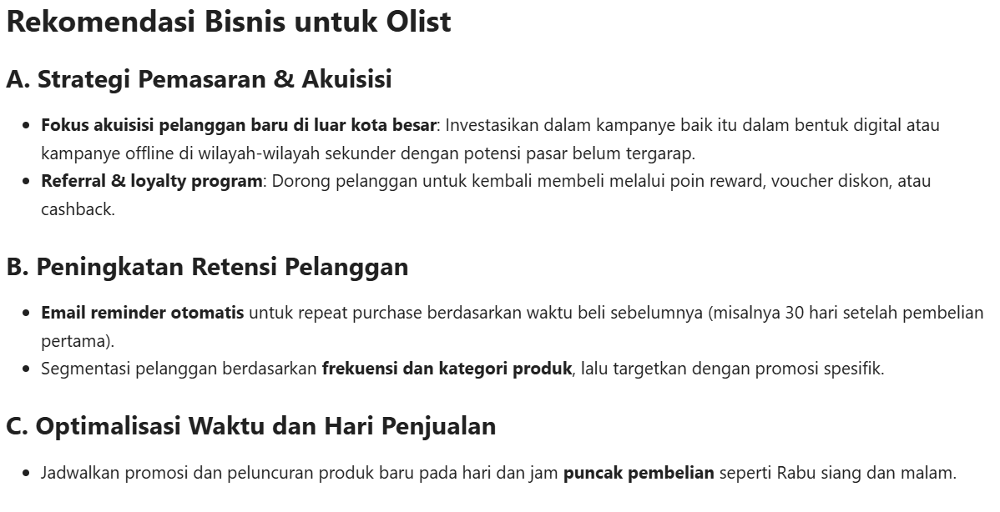 Rekomendasi Bisnis untuk Olist
A. Strategi Pemasaran & Akuisisi
• Fokus akuisisi pelanggan baru di luar kota besar: Investasikan dalam kampanye baik itu dalam bentuk digital atau
kampanye offline di wilayah-wilayah sekunder dengan potensi pasar belum tergarap.
• Referral & loyalty program: Dorong pelanggan untuk kembali membeli melalui poin reward, voucher diskon, atau
cashback.
B. Peningkatan Retensi Pelanggan
• Email reminder otomatis untuk repeat purchase berdasarkan waktu beli sebelumnya (misalnya 30 hari setelah pembelian
pertama).
• Segmentasi pelanggan berdasarkan frekuensi dan kategori produk, lalu targetkan dengan promosi spesifik.
C. Optimalisasi Waktu dan Hari Penjualan
• Jadwalkan promosi dan peluncuran produk baru pada hari dan jam puncak pembelian seperti Rabu siang dan malam.